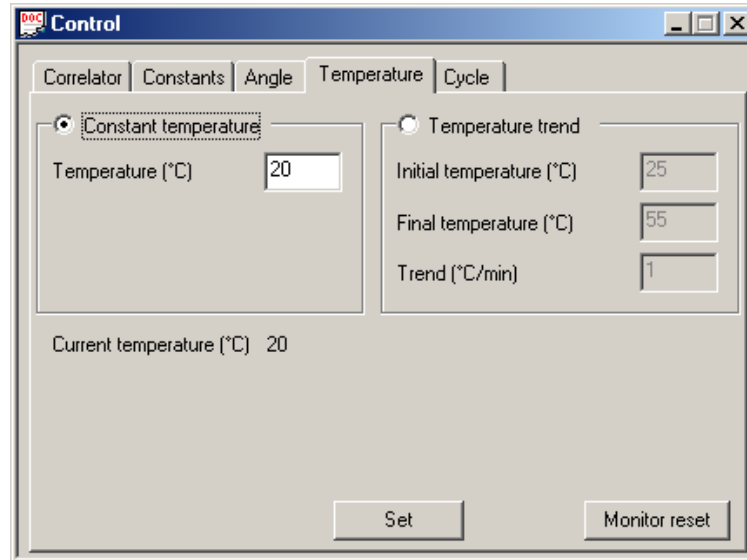 DOC Control
Correlator Constants Angle Temperature Cycle
Constant temperature
Temperature (°C) 20
Temperature trend
Initial temperature (°C) 25
Final temperature (°C) 55
Trend (°C/min) 1
Current temperature (°C) 20
Set Monitor reset